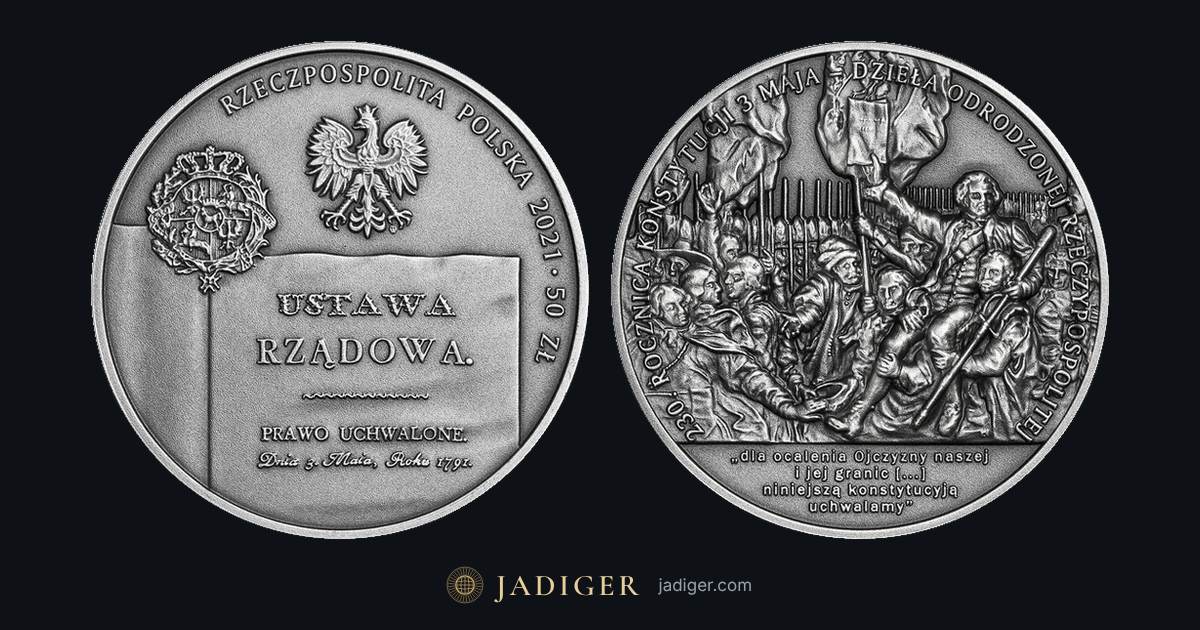 RZECZPOSPOLITA POLSKA 2021 · 50 ZŁ
USTAWA
RZĄDOWA.
PRAWO UCHWALONE.
Dnia 3. Maia, Roku 1791.
230. ROCZNICA KONSTYTUCJI 3 MAJA – DZIEŁA ODRODZONEJ RZECZYPOSPOLITEJ
„dla ocalenia Ojczyzny naszej
i jej granic [...]
niniejszą konstytucyją
uchwalamy”
JADIGER jadiger.com